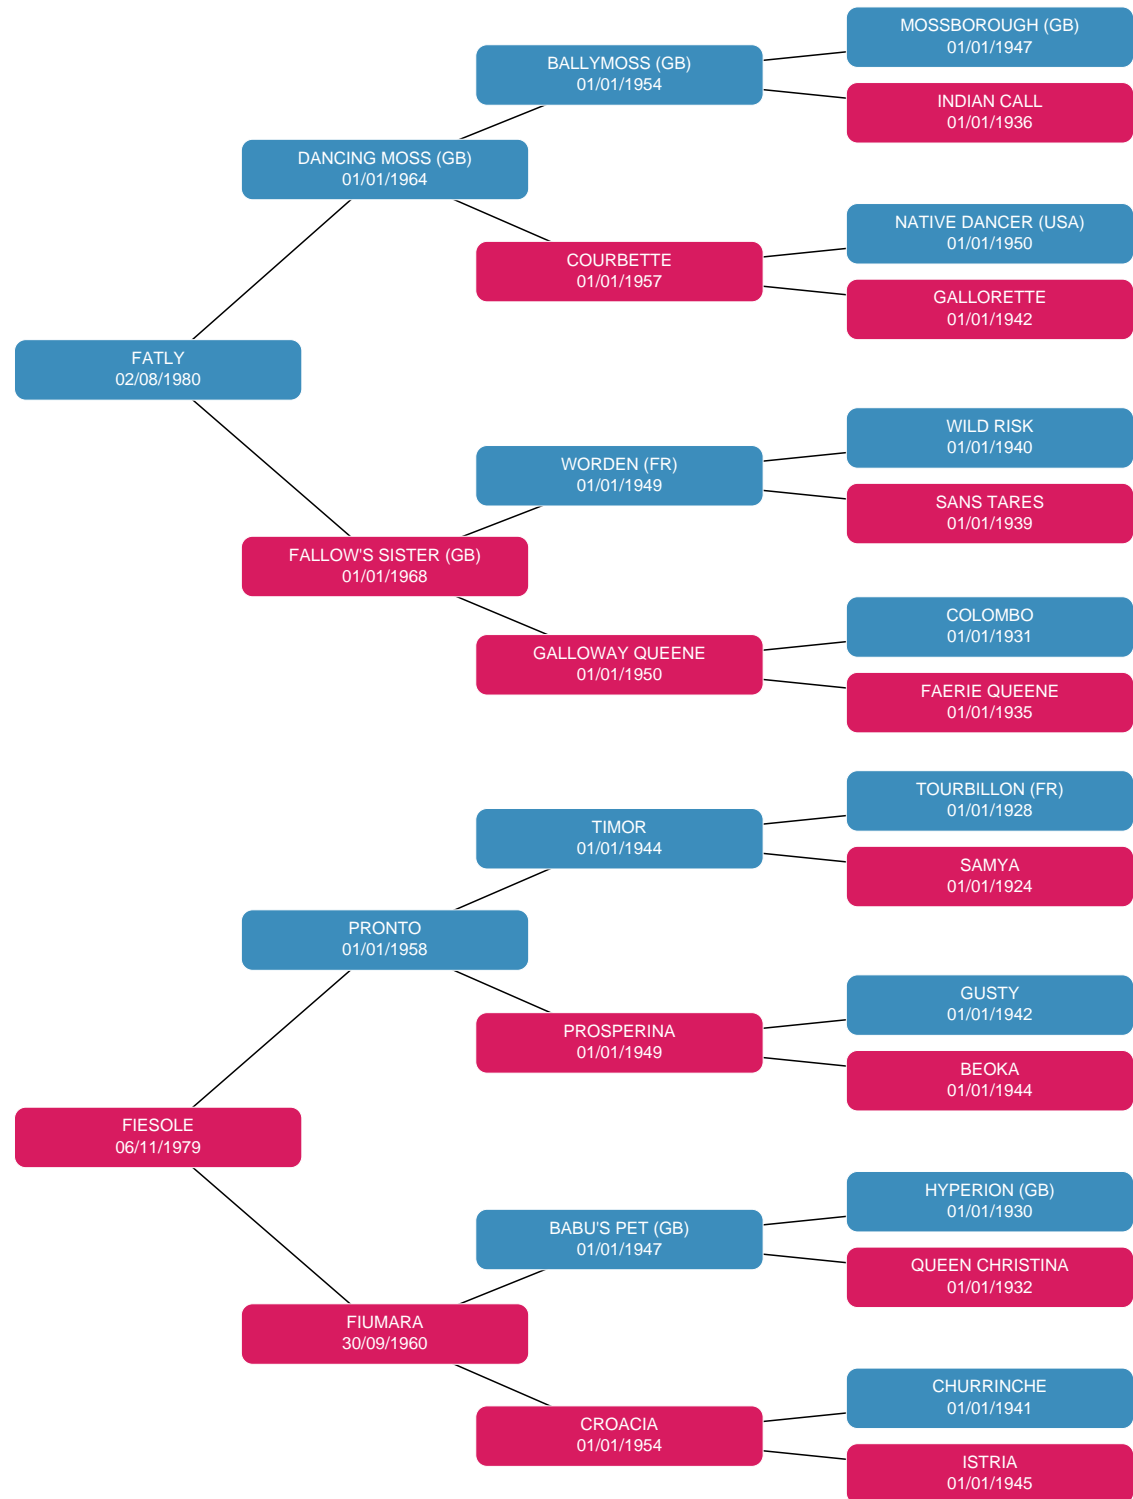 MOSSBOROUGH (GB)
01/01/1947
BALLYMOSS (GB)
01/01/1954
INDIAN CALL
01/01/1936
DANCING MOSS (GB)
01/01/1964
NATIVE DANCER (USA)
01/01/1950
COURBETTE
01/01/1957
GALLORETTE
01/01/1942
FATLY
02/08/1980
WILD RISK
01/01/1940
WORDEN (FR)
01/01/1949
SANS TARES
01/01/1939
FALLOW'S SISTER (GB)
01/01/1968
COLOMBO
01/01/1931
GALLOWAY QUEENE
01/01/1950
FAERIE QUEENE
01/01/1935
TOURBILLON (FR)
01/01/1928
TIMOR
01/01/1944
SAMYA
01/01/1924
PRONTO
01/01/1958
GUSTY
01/01/1942
PROSPERINA
01/01/1949
BEOKA
01/01/1944
FIESOLE
06/11/1979
HYPERION (GB)
01/01/1930
BABU'S PET (GB)
01/01/1947
QUEEN CHRISTINA
01/01/1932
FIUMARA
30/09/1960
CHURRINCHE
01/01/1941
CROACIA
01/01/1954
ISTRIA
01/01/1945